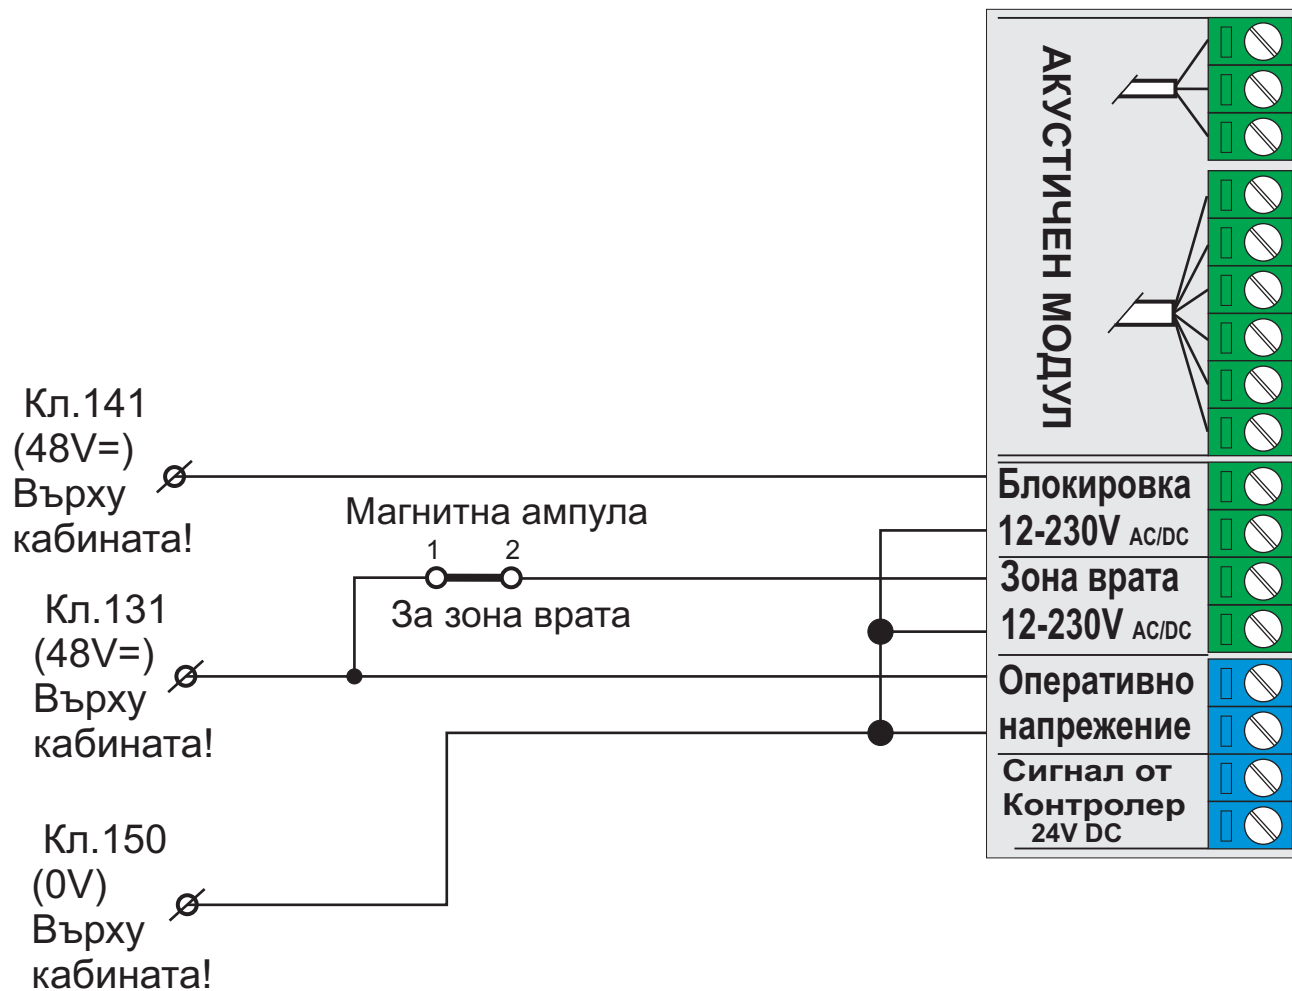 АКУСТИЧЕН МОДУЛ
Кл.141
(48V=)
Върху
кабината!
Магнитна ампула
1 2
За зона врата
Кл.131
(48V=)
Върху
кабината!
Кл.150
(0V)
Върху
кабината!
Блокировка
12-230V AC/DC
Зона врата
12-230V AC/DC
Оперативно
напрежение
Сигнал от
Контролер
24V DC